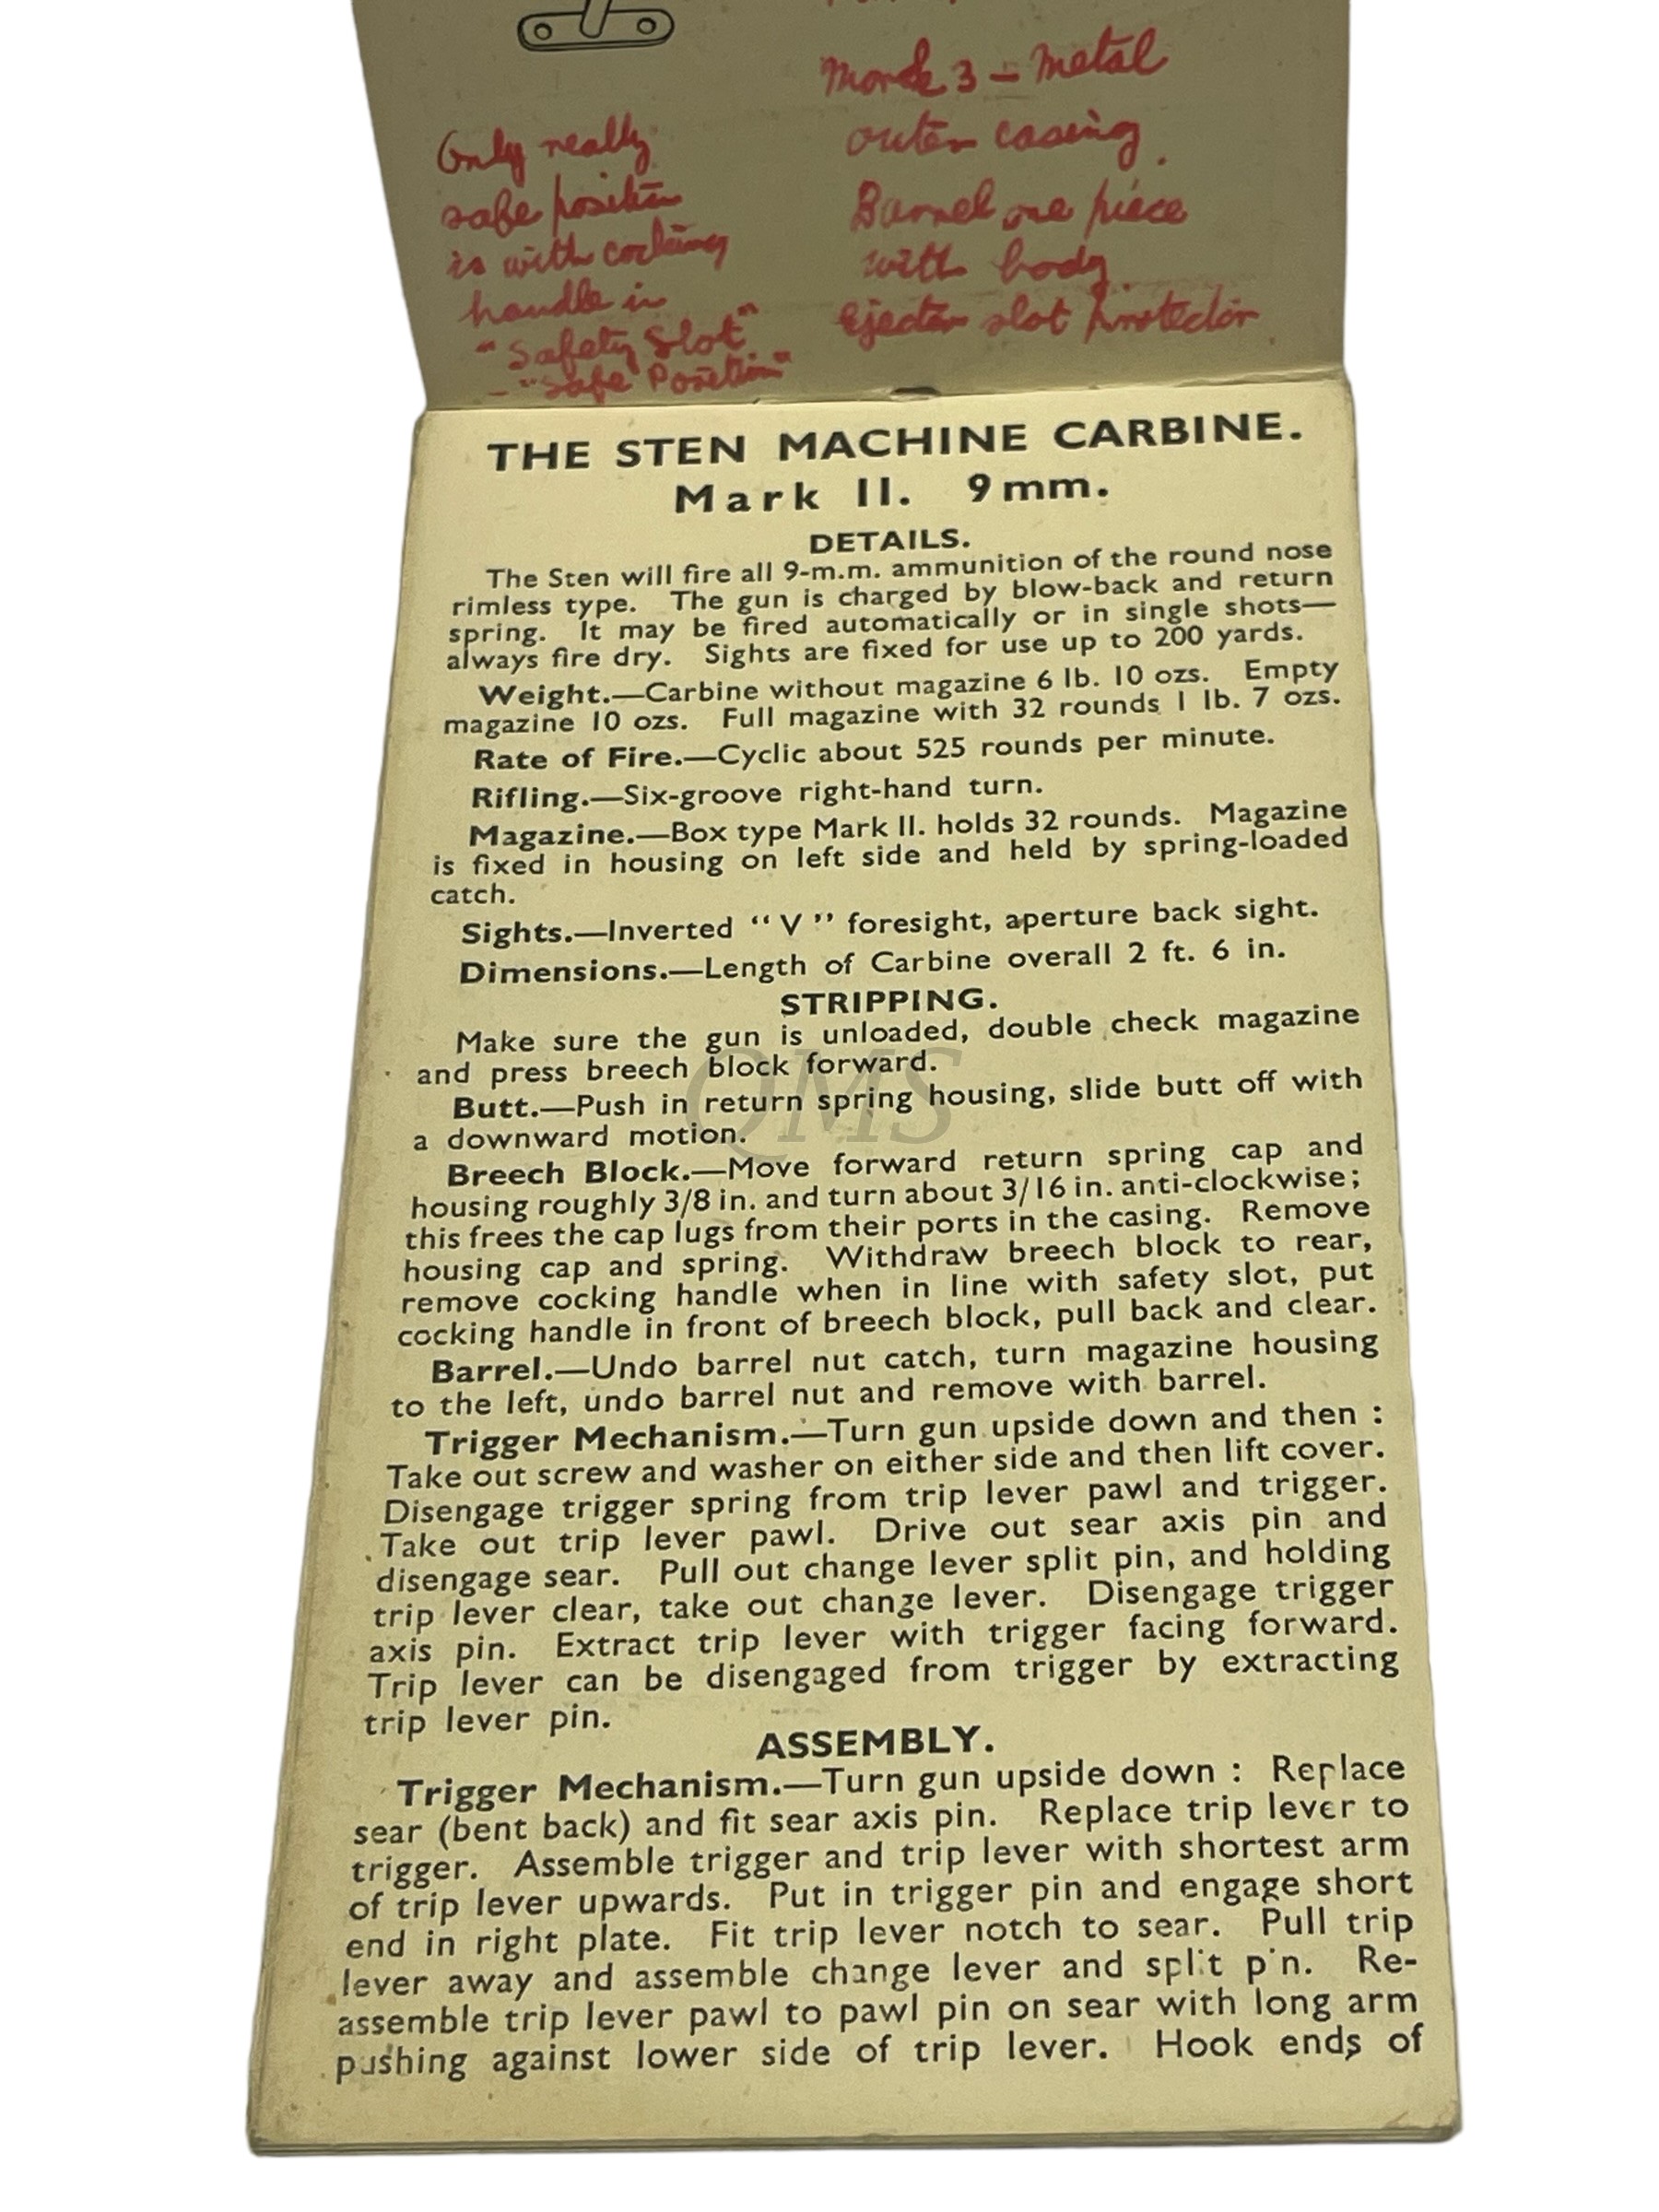 Only really
safe position
is with cocking
handle in
"Safety Slot"
- "Safe Position"
Mark 3 - Metal
outer casing.
Barrel one piece
with body.
Ejector slot protector
THE STEN MACHINE CARBINE.
Mark II. 9mm.
DETAILS.
The Sten will fire all 9-m.m. ammunition of the round nose
rimless type. The gun is charged by blow-back and return
spring. It may be fired automatically or in single shots—
always fire dry. Sights are fixed for use up to 200 yards.
Weight.—Carbine without magazine 6 lb. 10 ozs. Empty
magazine 10 ozs. Full magazine with 32 rounds 1 lb. 7 ozs.
Rate of Fire.—Cyclic about 525 rounds per minute.
Rifling.—Six-groove right-hand turn.
Magazine.—Box type Mark II. holds 32 rounds. Magazine
is fixed in housing on left side and held by spring-loaded
catch.
Sights.—Inverted “V” foresight, aperture back sight.
Dimensions.—Length of Carbine overall 2 ft. 6 in.
STRIPPING.
Make sure the gun is unloaded, double check magazine
and press breech block forward.
Butt.—Push in return spring housing, slide butt off with
a downward motion.
Breech Block.—Move forward return spring cap and
housing roughly 3/8 in. and turn about 3/16 in. anti-clockwise;
this frees the cap lugs from their ports in the casing. Remove
housing cap and spring. Withdraw breech block to rear,
remove cocking handle when in line with safety slot, put
cocking handle in front of breech block, pull back and clear.
Barrel.—Undo barrel nut catch, turn magazine housing
to the left, undo barrel nut and remove with barrel.
Trigger Mechanism.—Turn gun upside down and then :
Take out screw and washer on either side and then lift cover.
Disengage trigger spring from trip lever pawl and trigger.
Take out trip lever pawl. Drive out sear axis pin and
disengage sear. Pull out change lever split pin, and holding
trip lever clear, take out change lever. Disengage trigger
axis pin. Extract trip lever with trigger facing forward.
Trip lever can be disengaged from trigger by extracting
trip lever pin.
ASSEMBLY.
Trigger Mechanism.—Turn gun upside down : Replace
sear (bent back) and fit sear axis pin. Replace trip lever to
trigger. Assemble trigger and trip lever with shortest arm
of trip lever upwards. Put in trigger pin and engage short
end in right plate. Fit trip lever notch to sear. Pull trip
lever away and assemble change lever and split pin. Re-
assemble trip lever pawl to pawl pin on sear with long arm
pushing against lower side of trip lever. Hook ends of
QMS